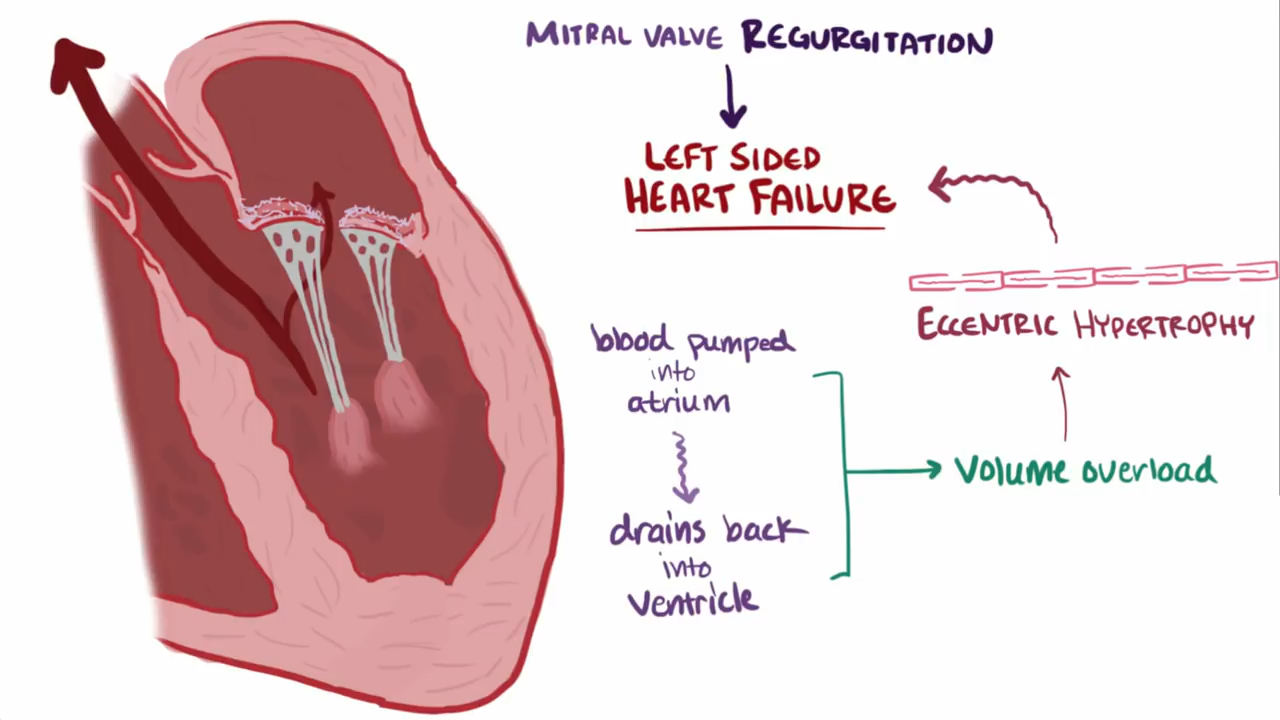 MITRAL VALVE REGURGITATION
LEFT SIDED
HEART FAILURE
ECCENTRIC HYPERTROPHY
blood pumped
into
atrium
drains back
into
ventricle
Volume overload